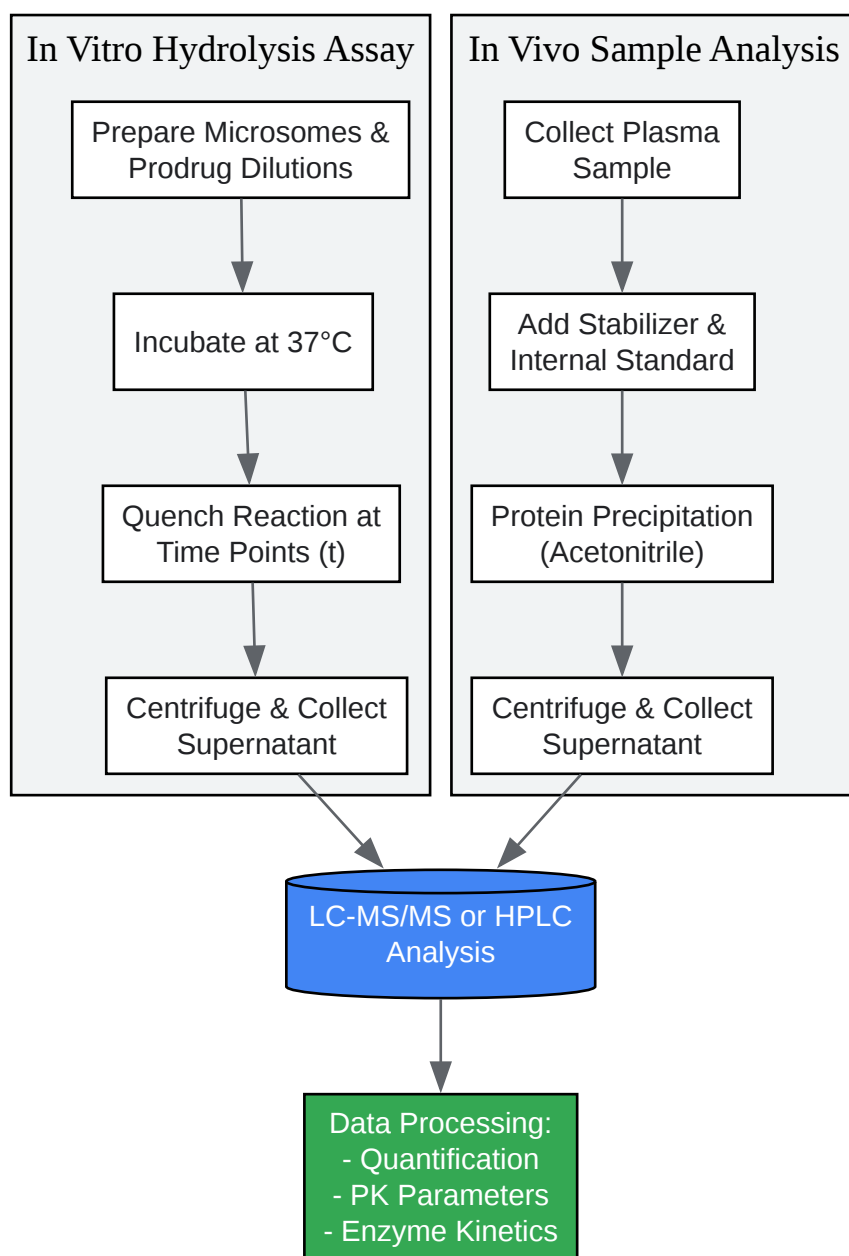 In Vitro Hydrolysis Assay
Prepare Microsomes &
Prodrug Dilutions
Incubate at 37°C
Quench Reaction at
Time Points (t)
Centrifuge & Collect
Supernatant
In Vivo Sample Analysis
Collect Plasma
Sample
Add Stabilizer &
Internal Standard
Protein Precipitation
(Acetonitrile)
Centrifuge & Collect
Supernatant
LC-MS/MS or HPLC
Analysis
Data Processing:
- Quantification
- PK Parameters
- Enzyme Kinetics